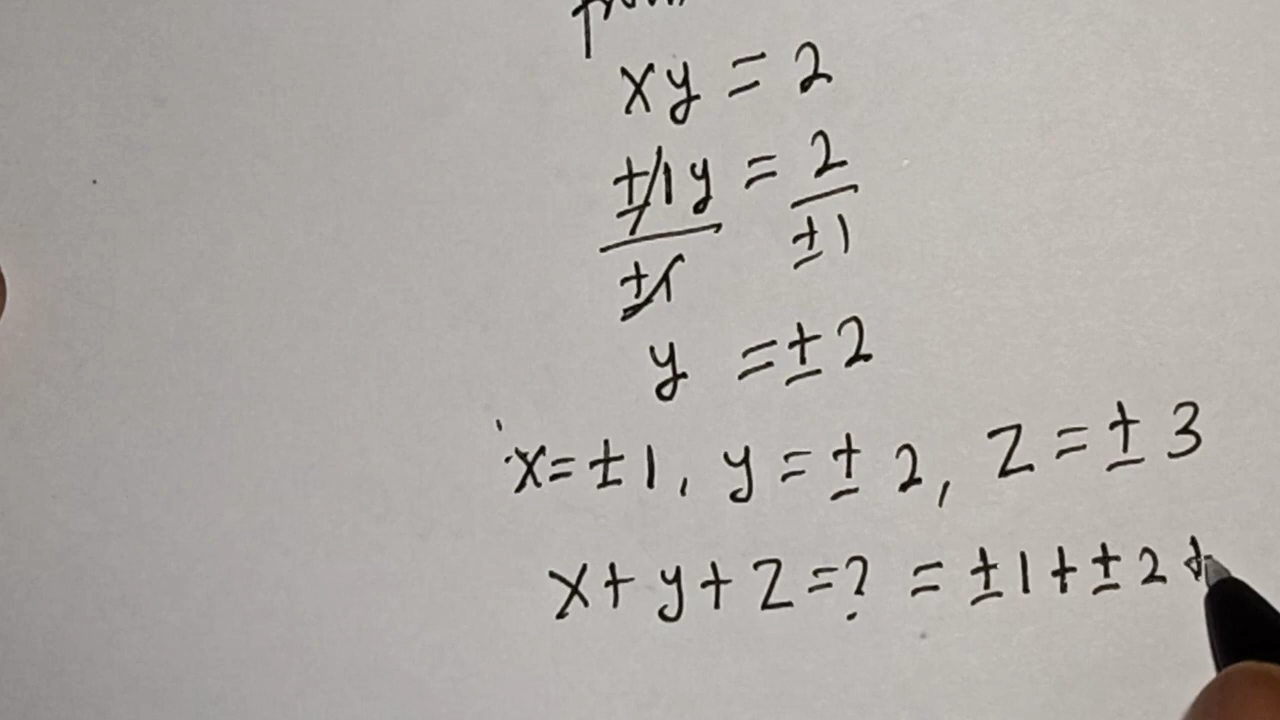 xy = 2
±1y = 2
±1 ±1
y = ±2
x = ±1, y = ± 2, z = ± 3
x + y + z = ? = ±1 + ± 2 +